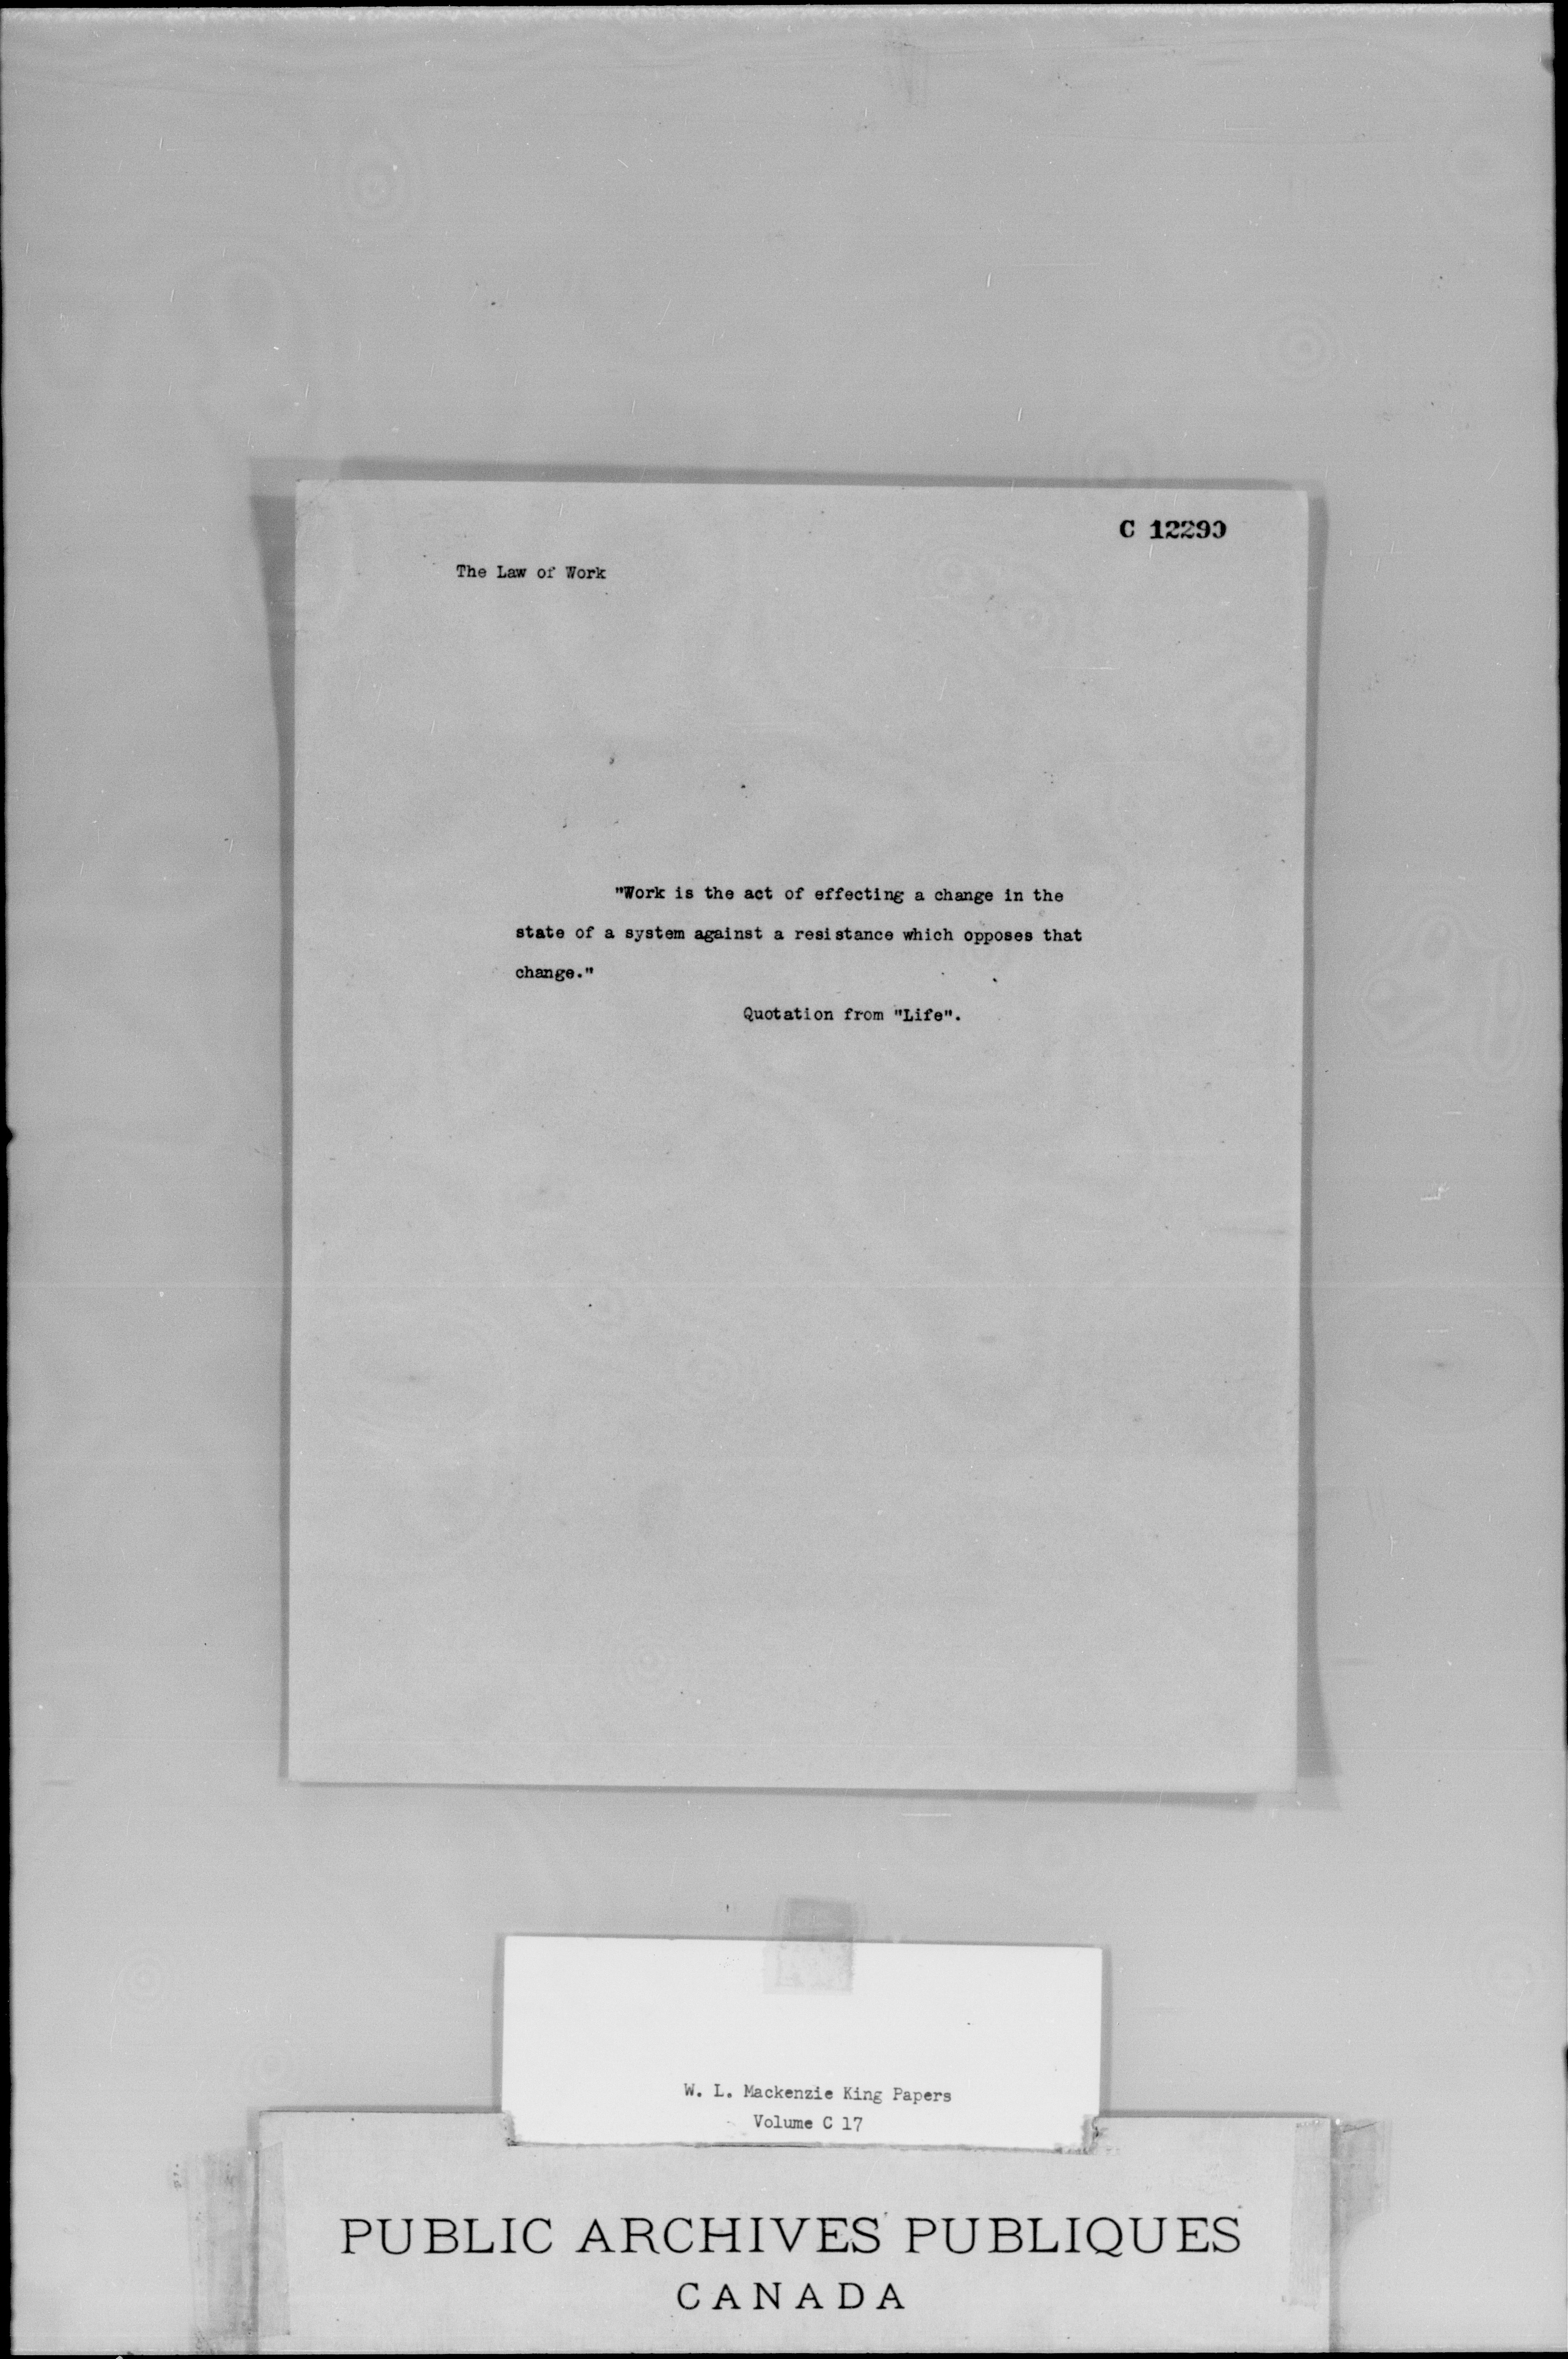 C 12290
The Law of Work
"Work is the act of effecting a change in the
state of a system against a resistance which opposes that
change."
Quotation from "Life".
W. L. Mackenzie King Papers
Volume C 17
PUBLIC ARCHIVES PUBLIQUES
CANADA